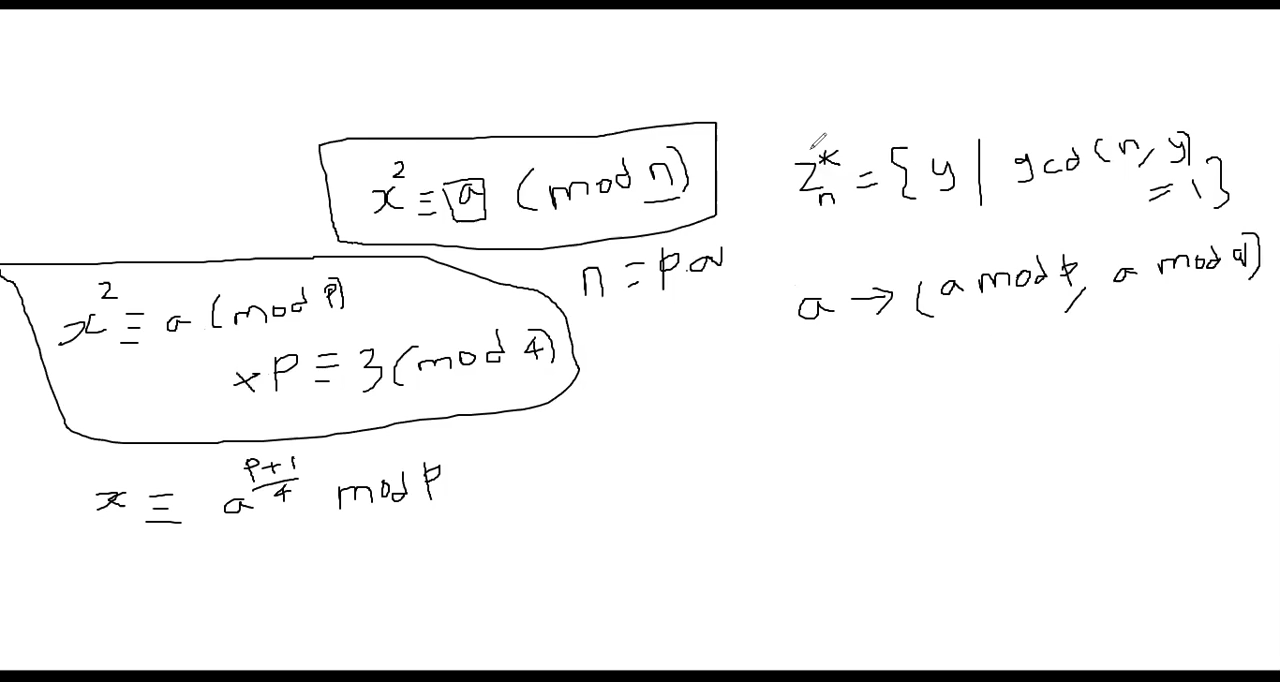 x² ≡ a (mod n)
n = p.q
x² ≡ a (mod p)
× P ≡ 3 (mod 4)
x ≡ a^((p+1)/4) mod p
Z*ₙ = { y | gcd (n, y) = 1 }
a → (a mod p, a mod q)